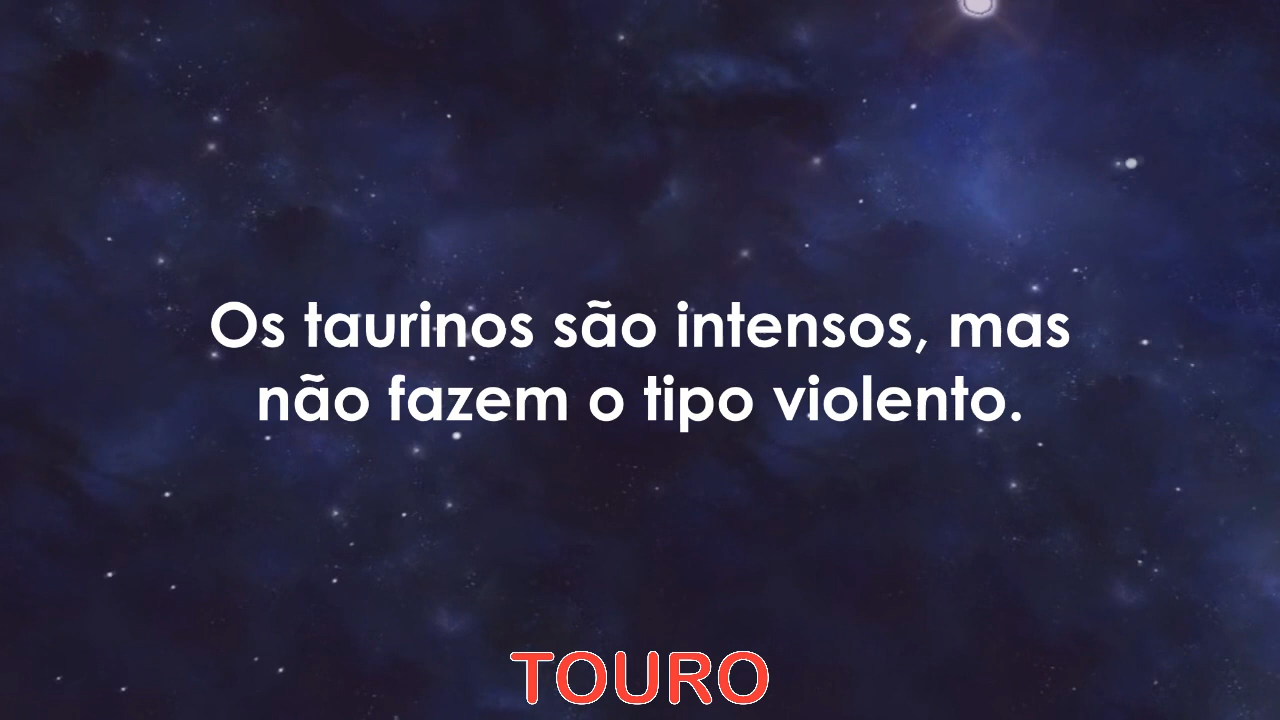 Os taurinos são intensos, mas
não fazem o tipo violento.
TOURO